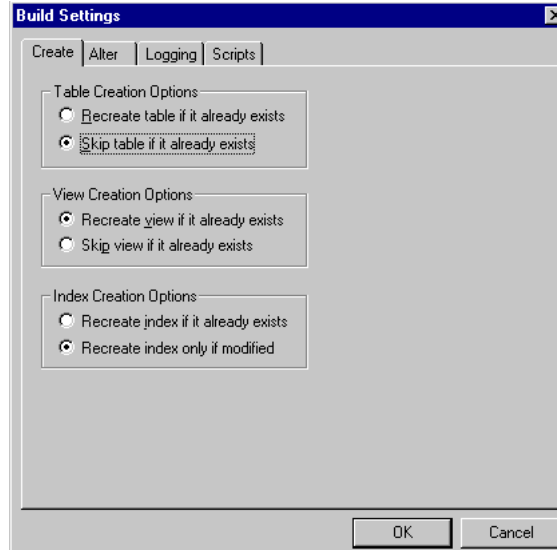 Build Settings
Create Alter Logging Scripts
Table Creation Options
Recreate table if it already exists
Skip table if it already exists
View Creation Options
Recreate view if it already exists
Skip view if it already exists
Index Creation Options
Recreate index if it already exists
Recreate index only if modified
OK Cancel